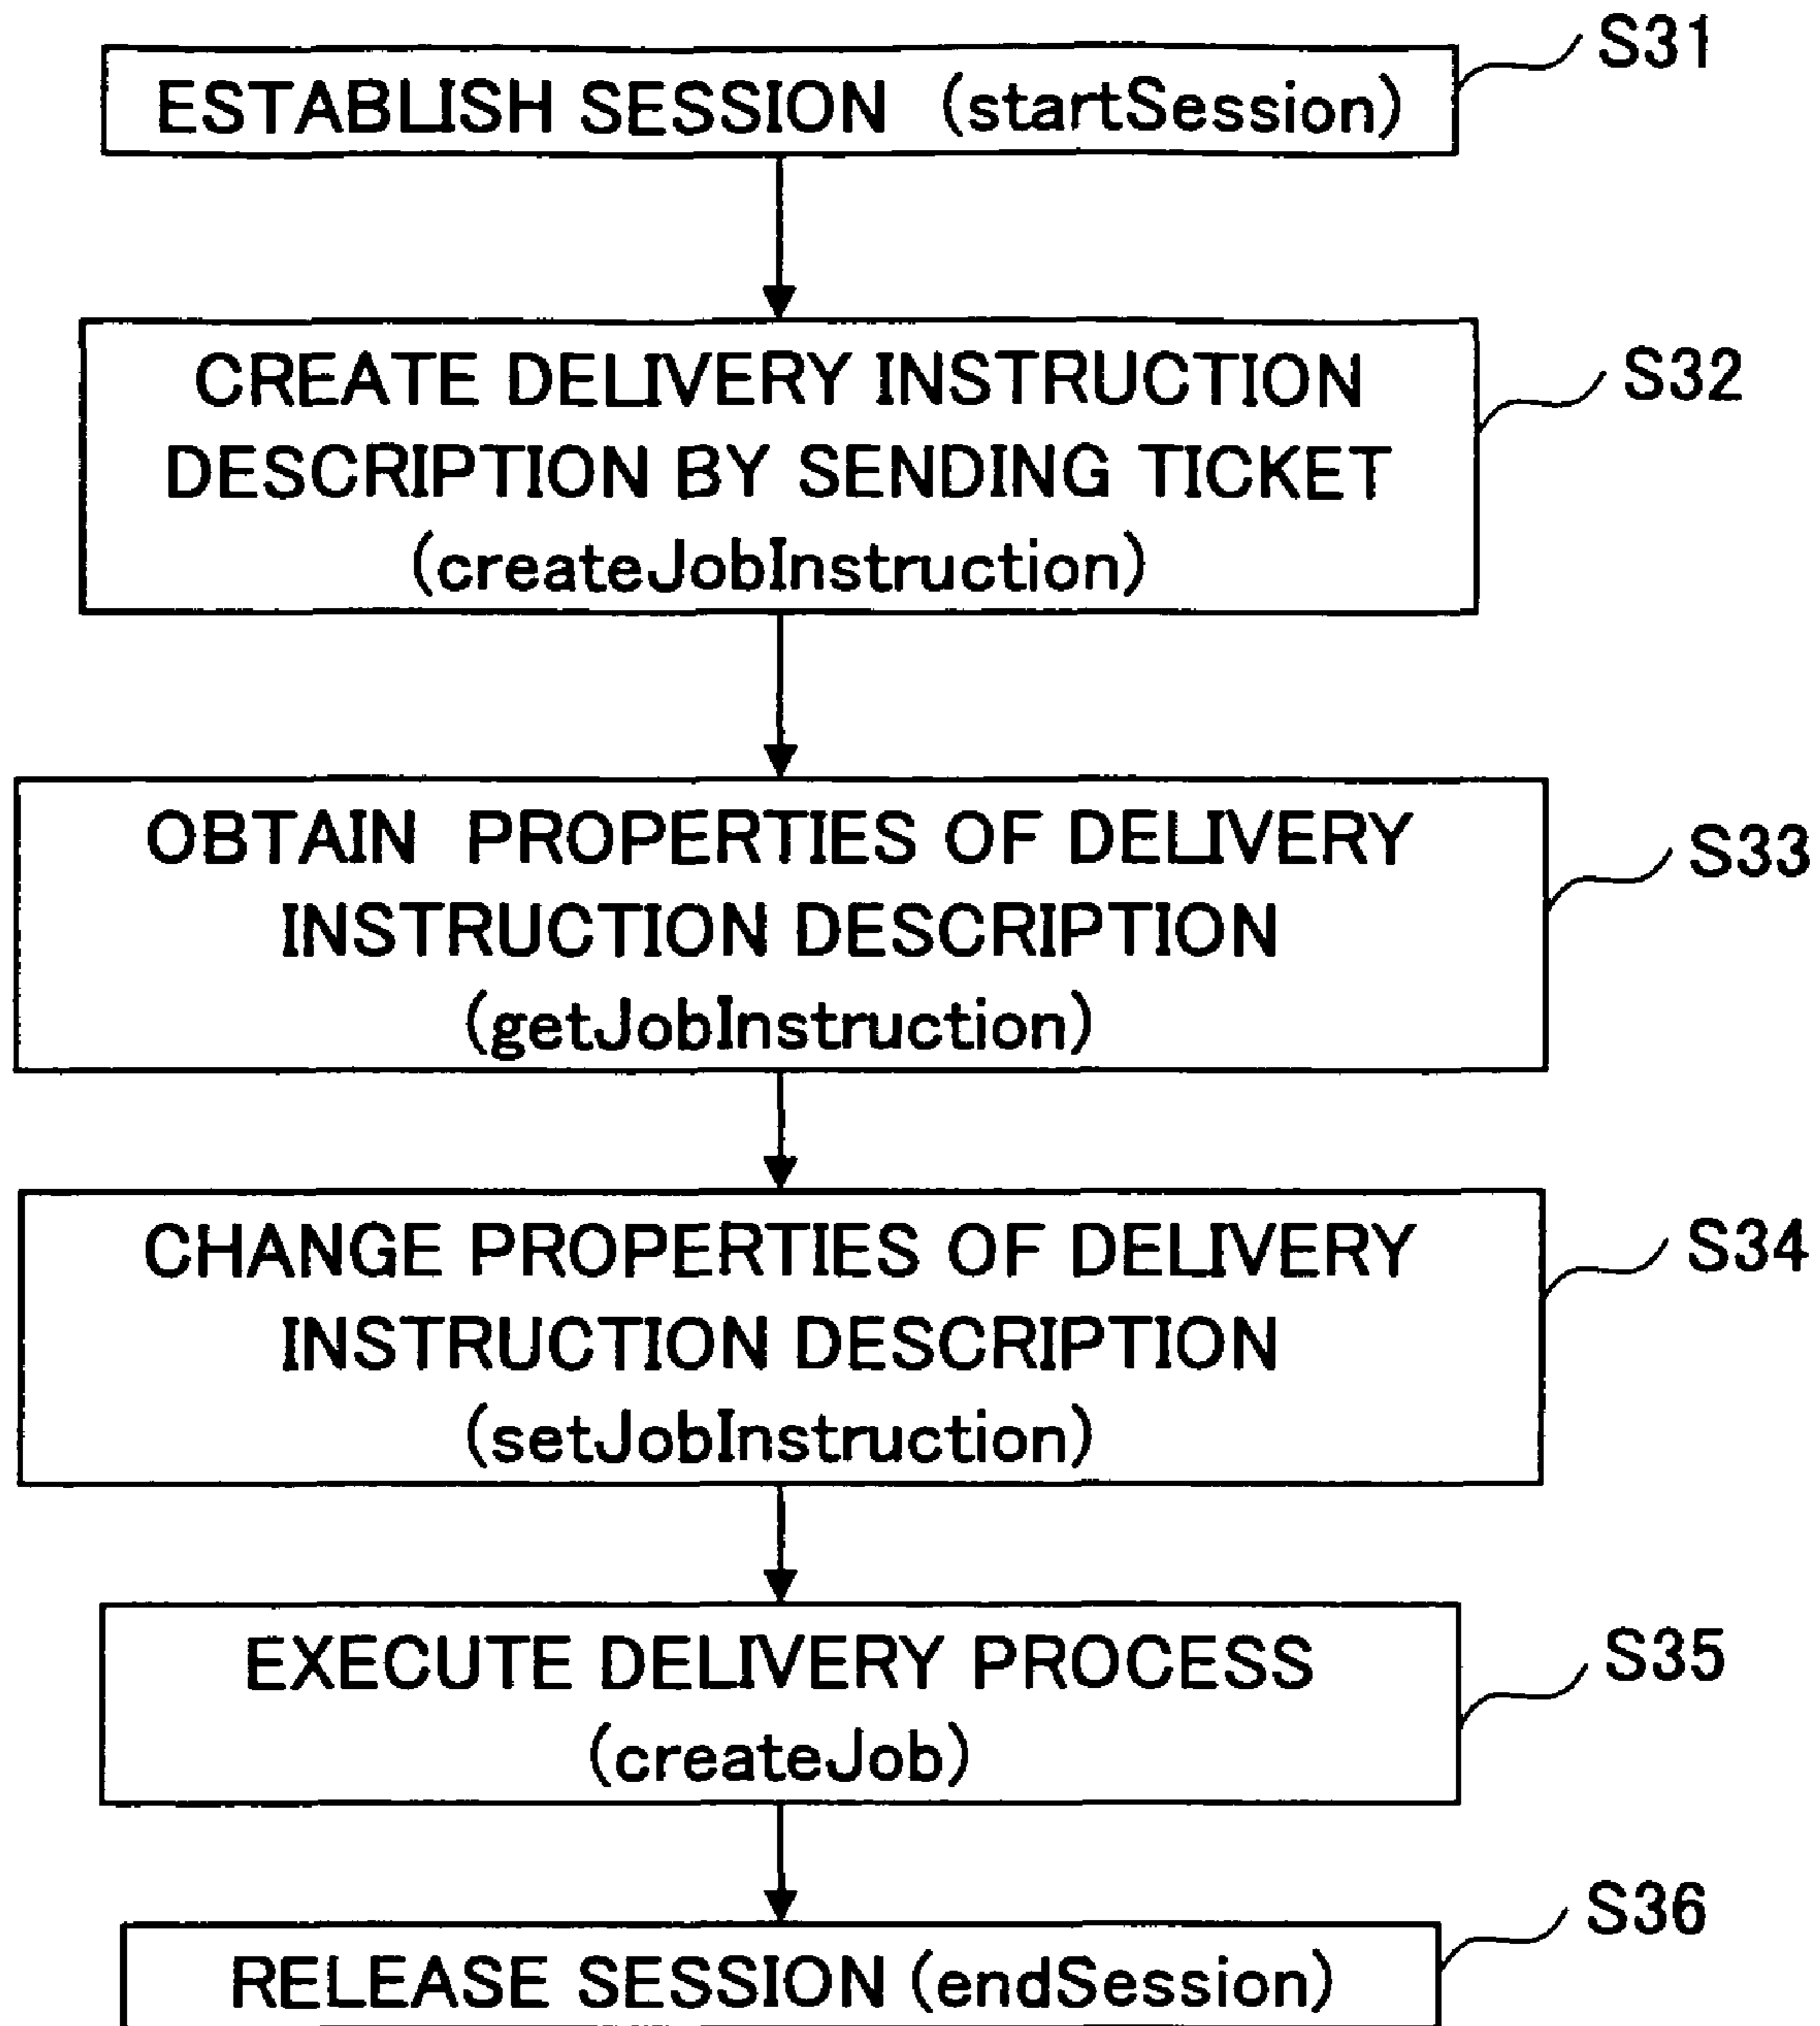 ESTABLISH SESSION (startSession)
S31
CREATE DELIVERY INSTRUCTION
DESCRIPTION BY SENDING TICKET
(createJobInstruction)
S32
OBTAIN PROPERTIES OF DELIVERY
INSTRUCTION DESCRIPTION
(getJobInstruction)
S33
CHANGE PROPERTIES OF DELIVERY
INSTRUCTION DESCRIPTION
(setJobInstruction)
S34
EXECUTE DELIVERY PROCESS
(createJob)
S35
RELEASE SESSION (endSession)
S36